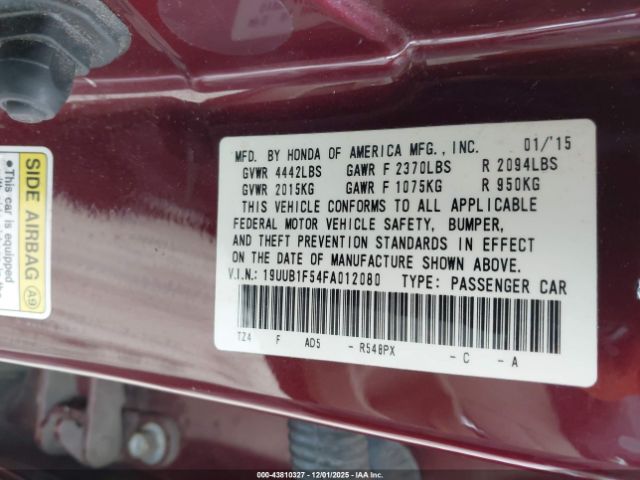 MFD. BY HONDA OF AMERICA MFG., INC. 01/'15
GVWR 4442LBS GAWR F 2370LBS R 2094LBS
GVWR 2015KG GAWR F 1075KG R 950KG
THIS VEHICLE CONFORMS TO ALL APPLICABLE
FEDERAL MOTOR VEHICLE SAFETY, BUMPER,
AND THEFT PREVENTION STANDARDS IN EFFECT
ON THE DATE OF MANUFACTURE SHOWN ABOVE.
V.I.N.: 19UUB1F54FA012080 TYPE: PASSENGER CAR
TZ4 F AD5 - R548PX - C - A
SIDE AIRBAG A9
•This car is equipped
000-43810327 - 12/01/2025 - IAAI.COM